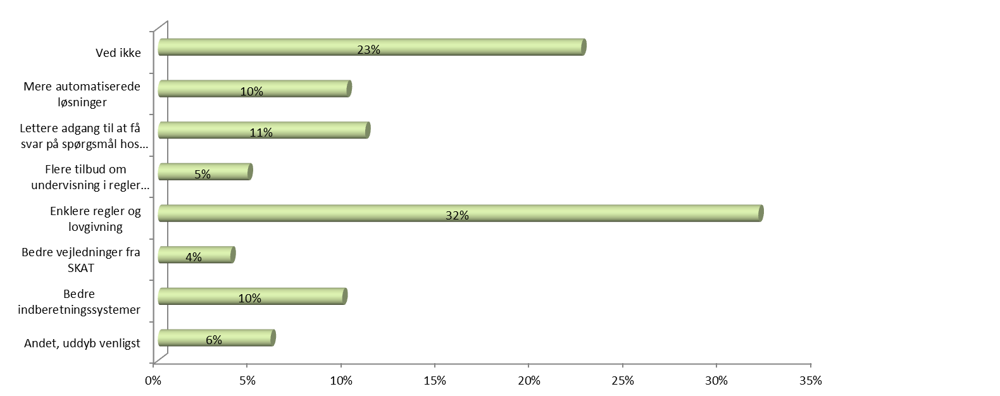 Ved ikke
23%
Mere automatiserede
løsninger
10%
Lettere adgang til at få
svar på spørgsmål hos...
11%
Flere tilbud om
undervisning i regler...
5%
Enklere regler og
lovgivning
32%
Bedre vejledninger fra
SKAT
4%
Bedre
indberetningssystemer
10%
Andet, uddyb venligst
6%
0% 5% 10% 15% 20% 25% 30% 35%